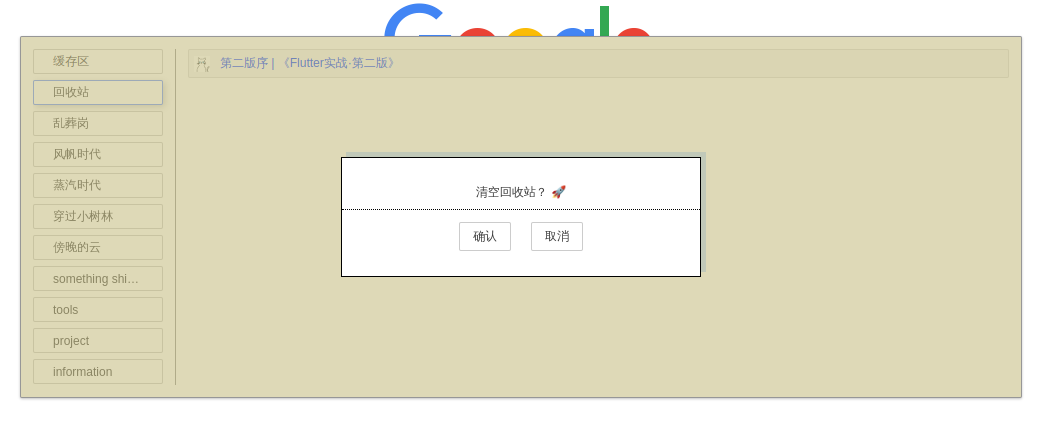 缓存区
回收站
乱葬岗
风帆时代
蒸汽时代
穿过小树林
傍晚的云
something shi…
tools
project
information
第二版序 | 《Flutter实战·第二版》
清空回收站？ 🚀
确认 取消